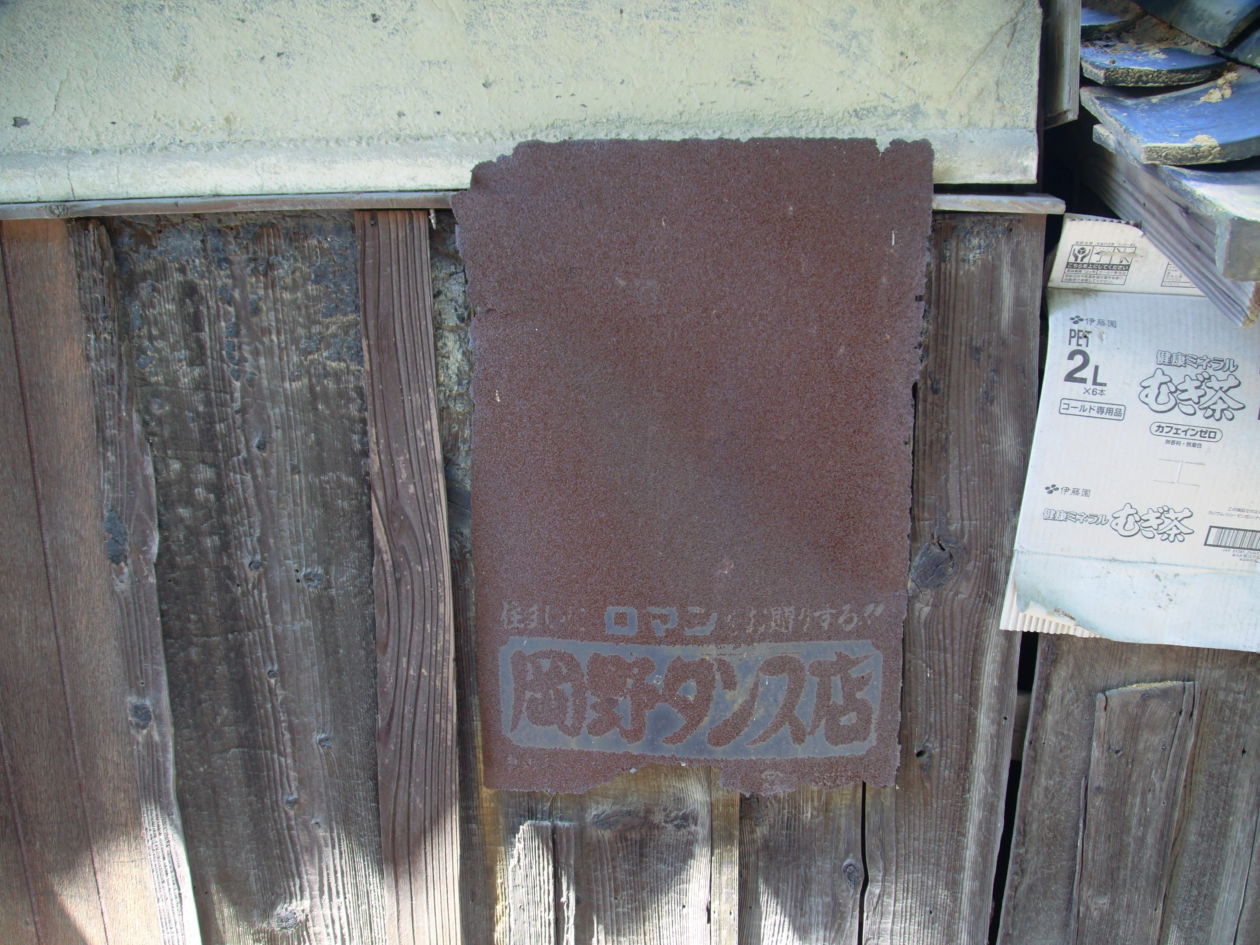 住まいにロマンをお贈りする〃
岡野タンス店
伊藤園
PET
2L
×6本
コールド専用品
健康ミネラル
むぎ茶
カフェインゼロ
伊藤園
健康ミネラル むぎ茶